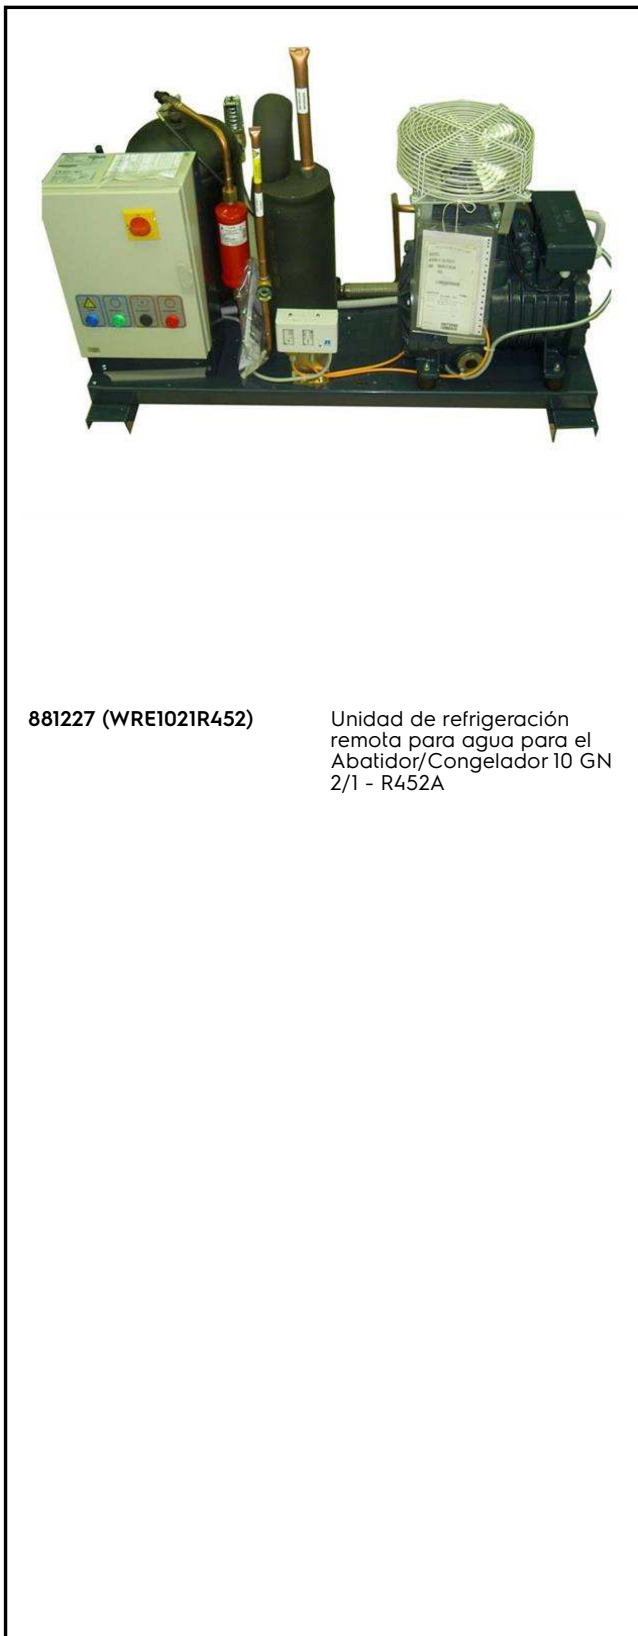 881227 (WRE1021R452)
Unidad de refrigeración
remota para agua para el
Abatidor/Congelador 10 GN
2/1 - R452A